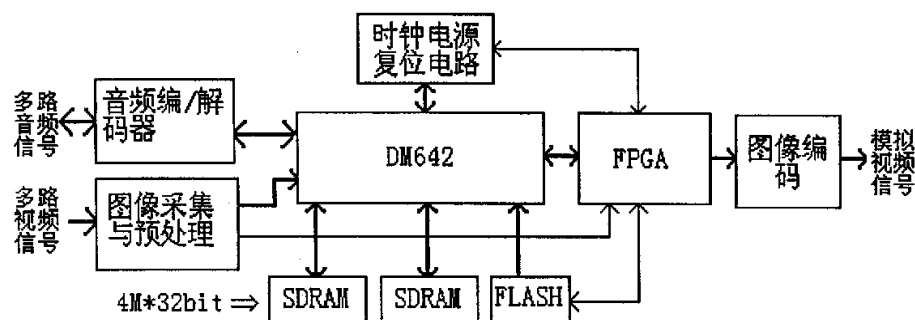 时钟电源
复位电路
多路
音频
信号
音频编/解
码器
DM642
FPGA
图像编
码
模拟
视频
信号
多路
视频
信号
图像采集
与预处理
4M*32bit ⇒
SDRAM
SDRAM
FLASH